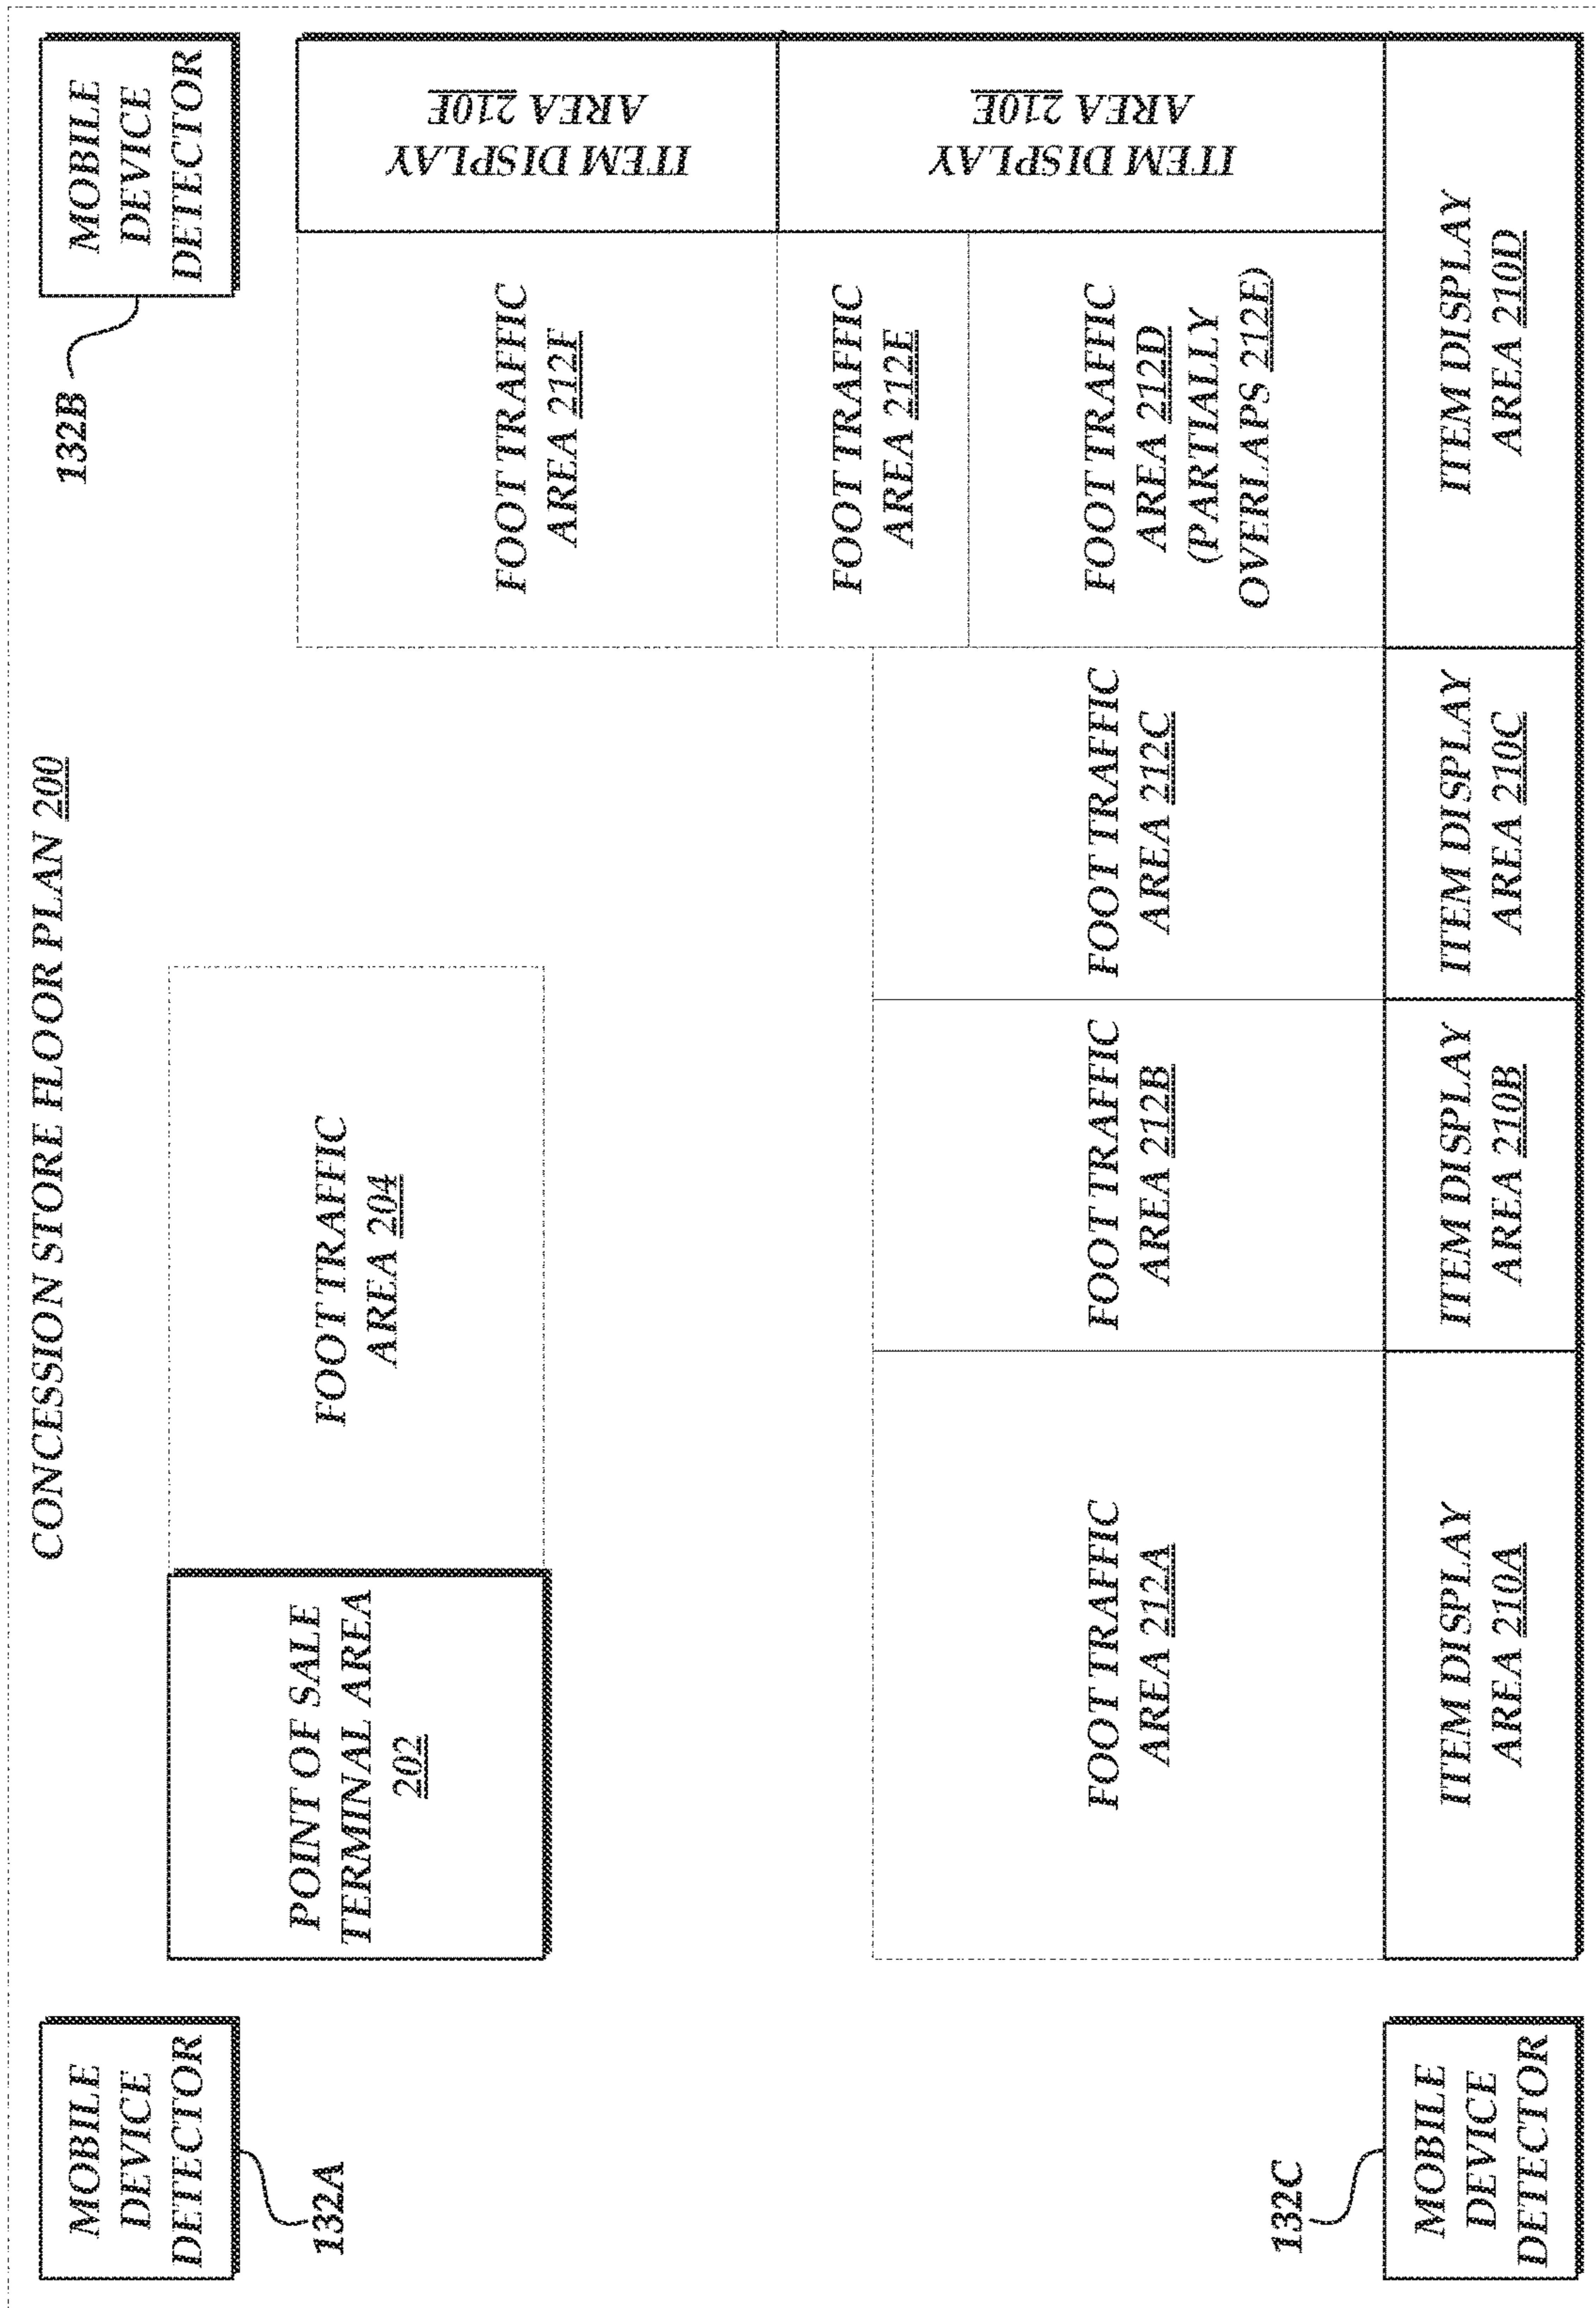 CONCESSION STORE FLOOR PLAN 200
MOBILE
DEVICE
DETECTOR
132A
MOBILE
DEVICE
DETECTOR
132B
POINT OF SALE
TERMINAL AREA
202
FOOT TRAFFIC
AREA 204
FOOT TRAFFIC
AREA 212F
ITEM DISPLAY
AREA 210F
FOOT TRAFFIC
AREA 212E
ITEM DISPLAY
AREA 210E
FOOT TRAFFIC
AREA 212A
FOOT TRAFFIC
AREA 212B
FOOT TRAFFIC
AREA 212C
FOOT TRAFFIC
AREA 212D
(PARTIALLY
OVERLAPS 212E)
132C
MOBILE
DEVICE
DETECTOR
ITEM DISPLAY
AREA 210A
ITEM DISPLAY
AREA 210B
ITEM DISPLAY
AREA 210C
ITEM DISPLAY
AREA 210D